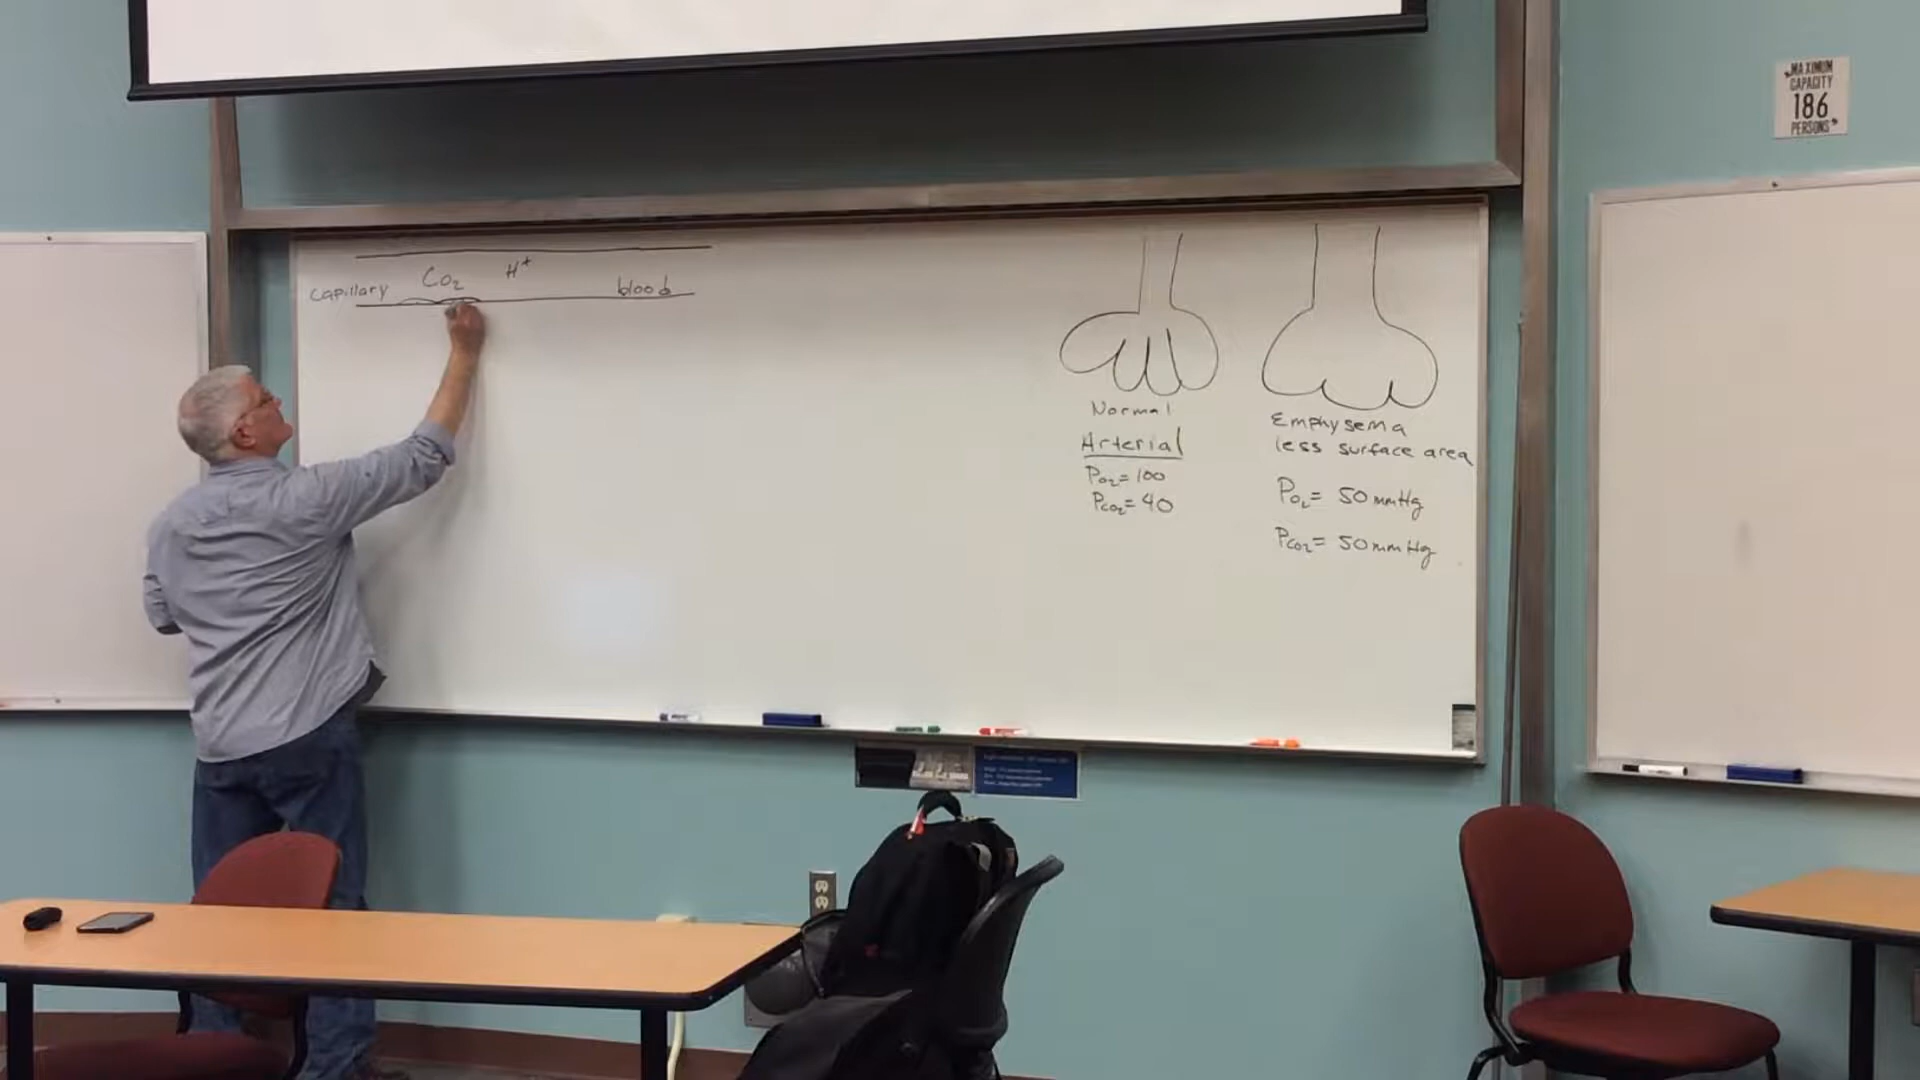 "MAXIMUM
CAPACITY
186
PERSONS"
capillary CO₂ H⁺ blood
Normal
Arterial
PO₂= 100
PCO₂= 40
Emphysema
less surface area
PO₂= 50 mmHg
PCO₂= 50 mmHg